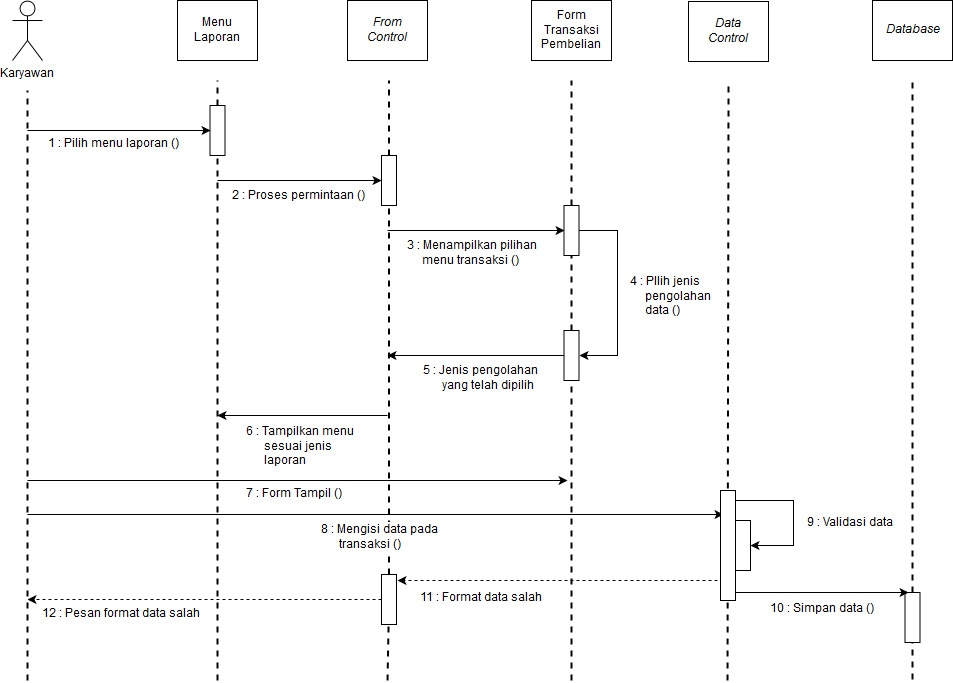 Karyawan
Menu
Laporan
From
Control
Form
Transaksi
Pembelian
Data
Control
Database
1 : Pilih menu laporan ()
2 : Proses permintaan ()
3 : Menampilkan pilihan
menu transaksi ()
4 : PIlih jenis
pengolahan
data ()
5 : Jenis pengolahan
yang telah dipilih
6 : Tampilkan menu
sesuai jenis
laporan
7 : Form Tampil ()
8 : Mengisi data pada
transaksi ()
9 : Validasi data
11 : Format data salah
10 : Simpan data ()
12 : Pesan format data salah